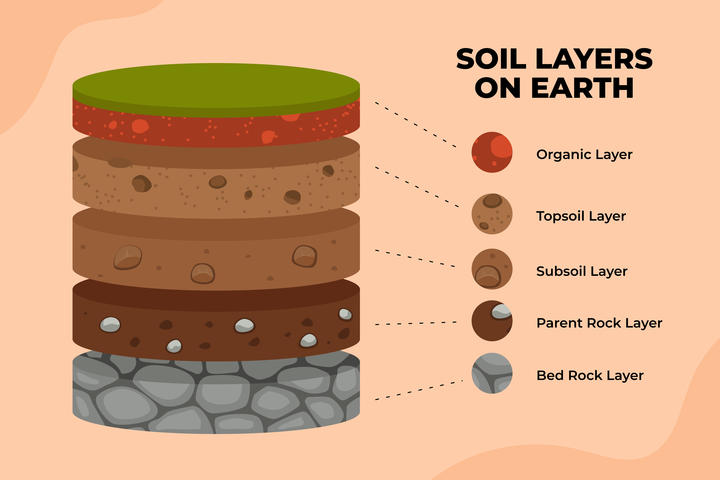 SOIL LAYERS
ON EARTH
Organic Layer
Topsoil Layer
Subsoil Layer
Parent Rock Layer
Bed Rock Layer